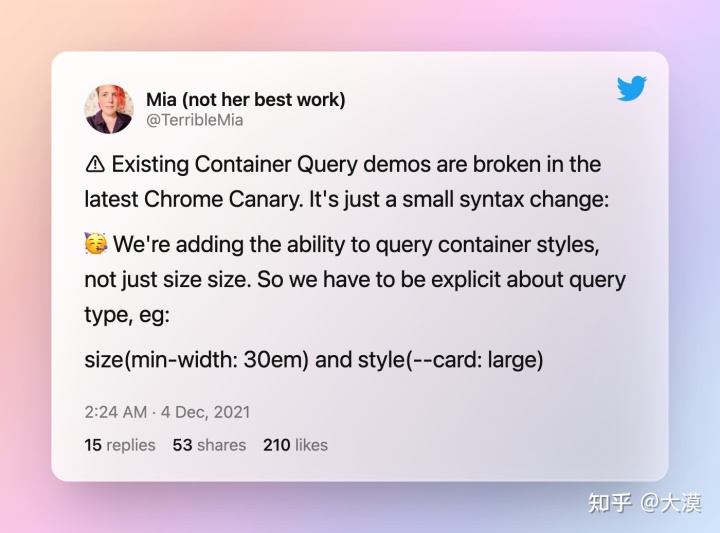 Mia (not her best work)
@TerribleMia
⚠ Existing Container Query demos are broken in the
latest Chrome Canary. It's just a small syntax change:
🥳 We're adding the ability to query container styles,
not just size size. So we have to be explicit about query
type, eg:
size(min-width: 30em) and style(--card: large)
2:24 AM · 4 Dec, 2021
15 replies 53 shares 210 likes
知乎 @大漠